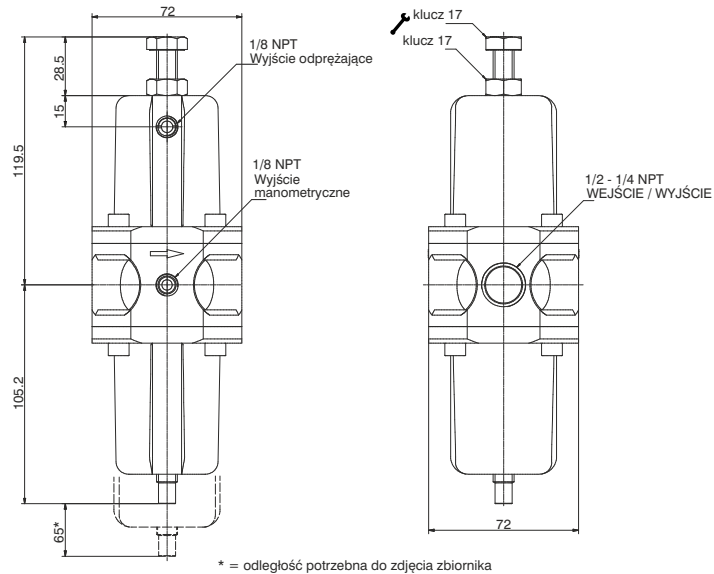 72
1/8 NPT
Wyjście odprężające
28.5
15
119.5
1/8 NPT
Wyjście
manometryczne
105.2
65*
klucz 17
klucz 17
1/2 - 1/4 NPT
WEJŚCIE / WYJŚCIE
72
* = odległość potrzebna do zdjęcia zbiornika